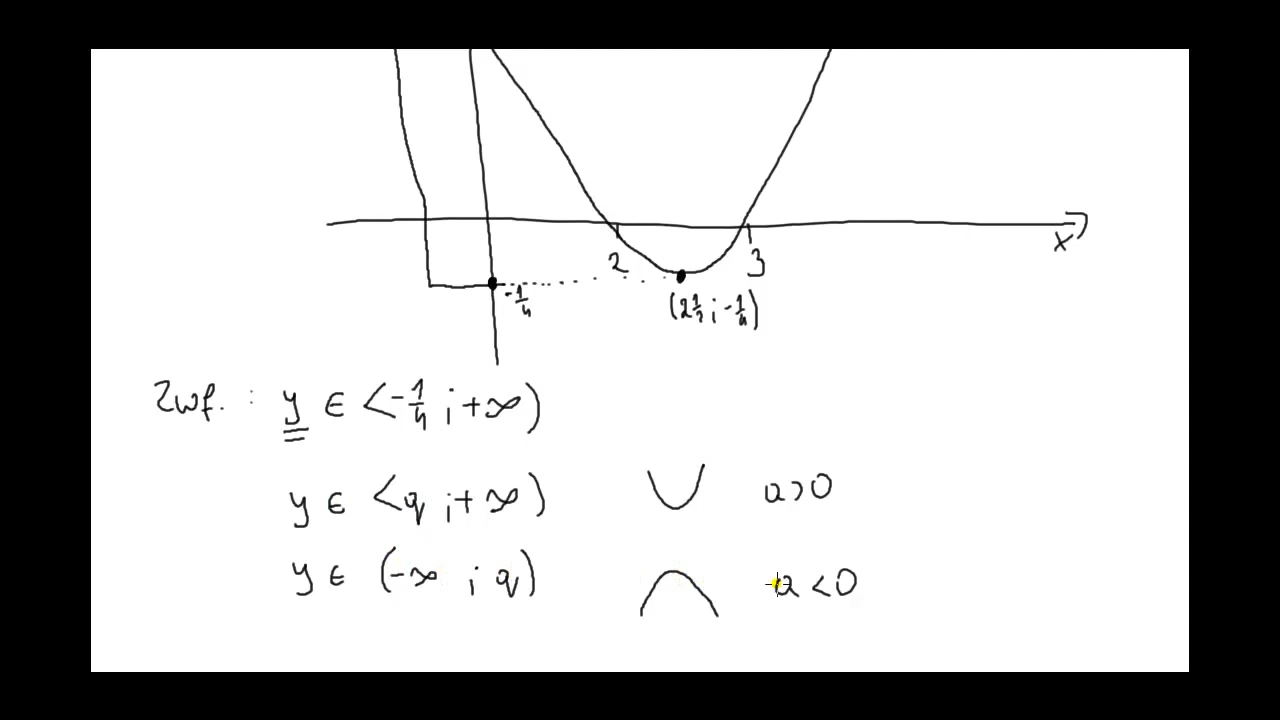 x
2 3
-1/4
(2 1/2 ; -1/4)
Zwf. : y ∈ <-1/4 ; +∞)
y ∈ <q ; +∞) a>0
y ∈ (-∞ ; q) a<0